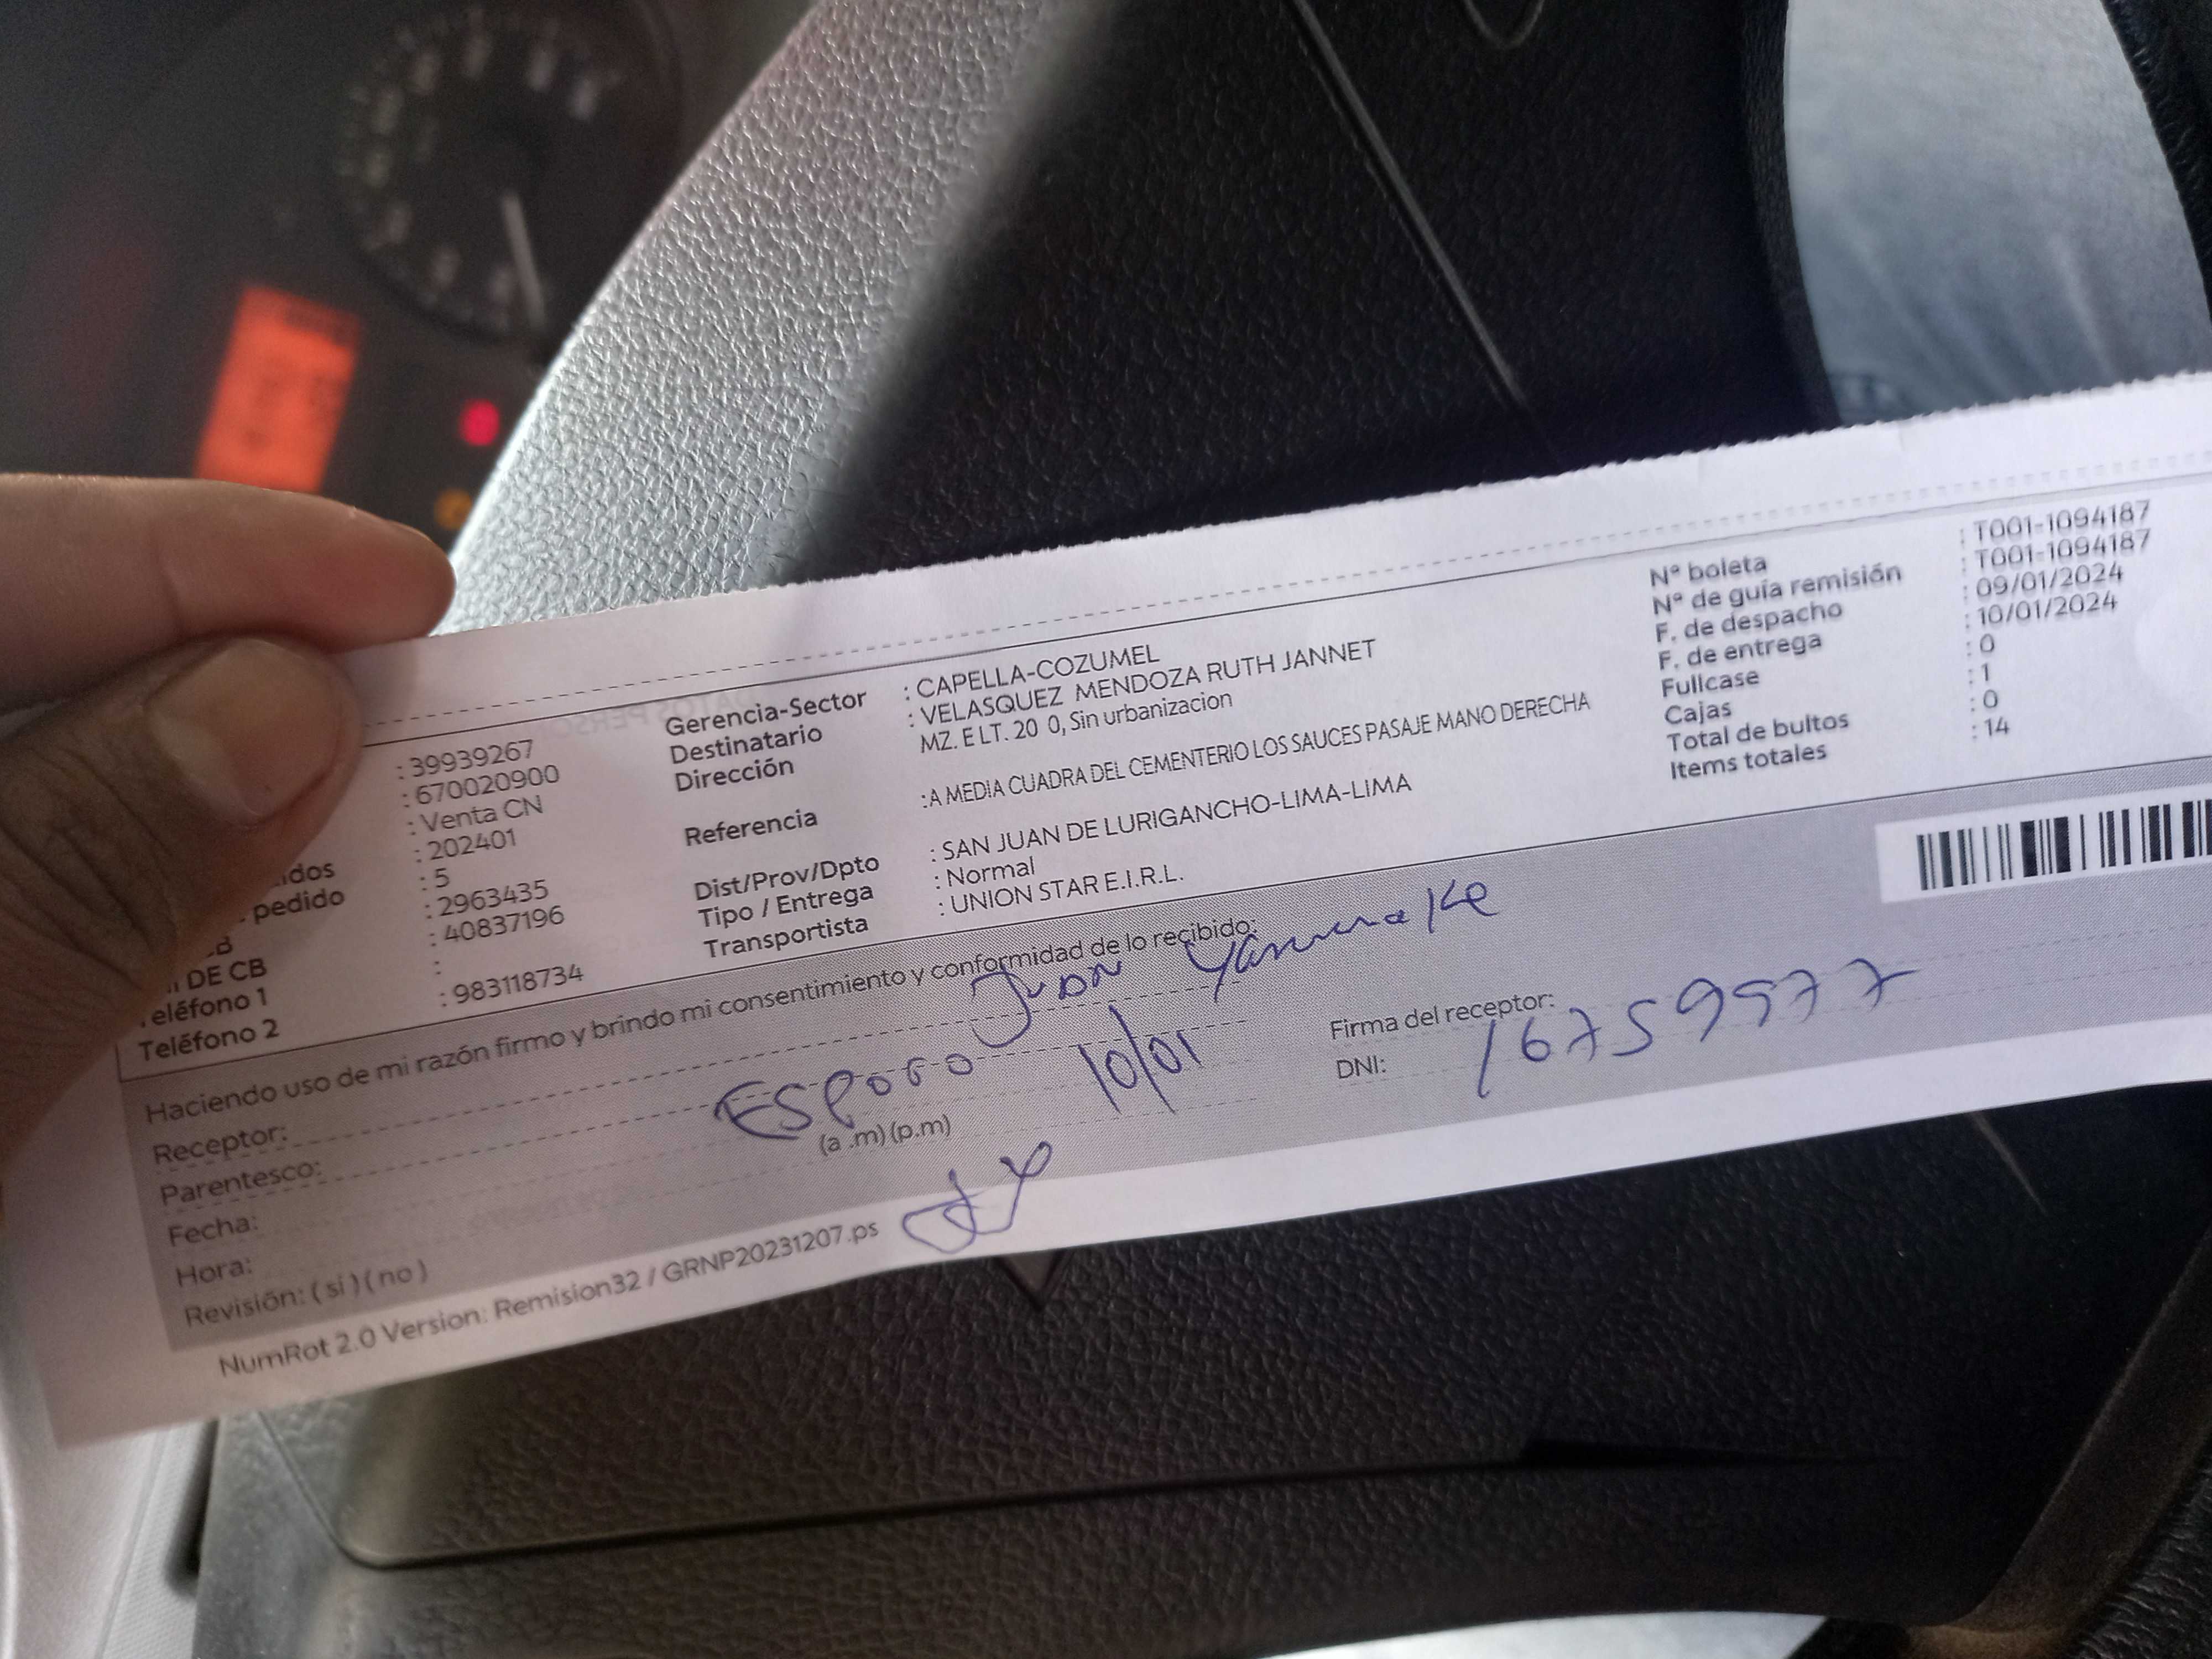 : 39939267
: 670020900
: Venta CN
: 202401
idos : 5
pedido : 2963435
: 40837196
DE CB :
Teléfono 1 : 983118734
Teléfono 2
Gerencia-Sector : CAPELLA-COZUMEL
Destinatario : VELASQUEZ MENDOZA RUTH JANNET
Dirección MZ. E LT. 20 0, Sin urbanizacion
Referencia :A MEDIA CUADRA DEL CEMENTERIO LOS SAUCES PASAJE MANO DERECHA
Dist/Prov/Dpto : SAN JUAN DE LURIGANCHO-LIMA-LIMA
Tipo / Entrega : Normal
Transportista : UNION STAR E.I.R.L.
Nº boleta : T001-1094187
Nº de guía remisión : T001-1094187
F. de despacho : 09/01/2024
F. de entrega : 10/01/2024
Fullcase : 0
Cajas : 1
Total de bultos : 0
Items totales : 14
Haciendo uso de mi razón firmo y brindo mi consentimiento y conformidad de lo recibido:
Receptor: Juan
Parentesco: Esposo
Fecha: 10/01
Hora: (a .m) (p.m)
Revisión: ( sí ) ( no )
Firma del receptor:
DNI: 16759577
NumRot 2.0 Version: Remision32 / GRNP20231207.ps